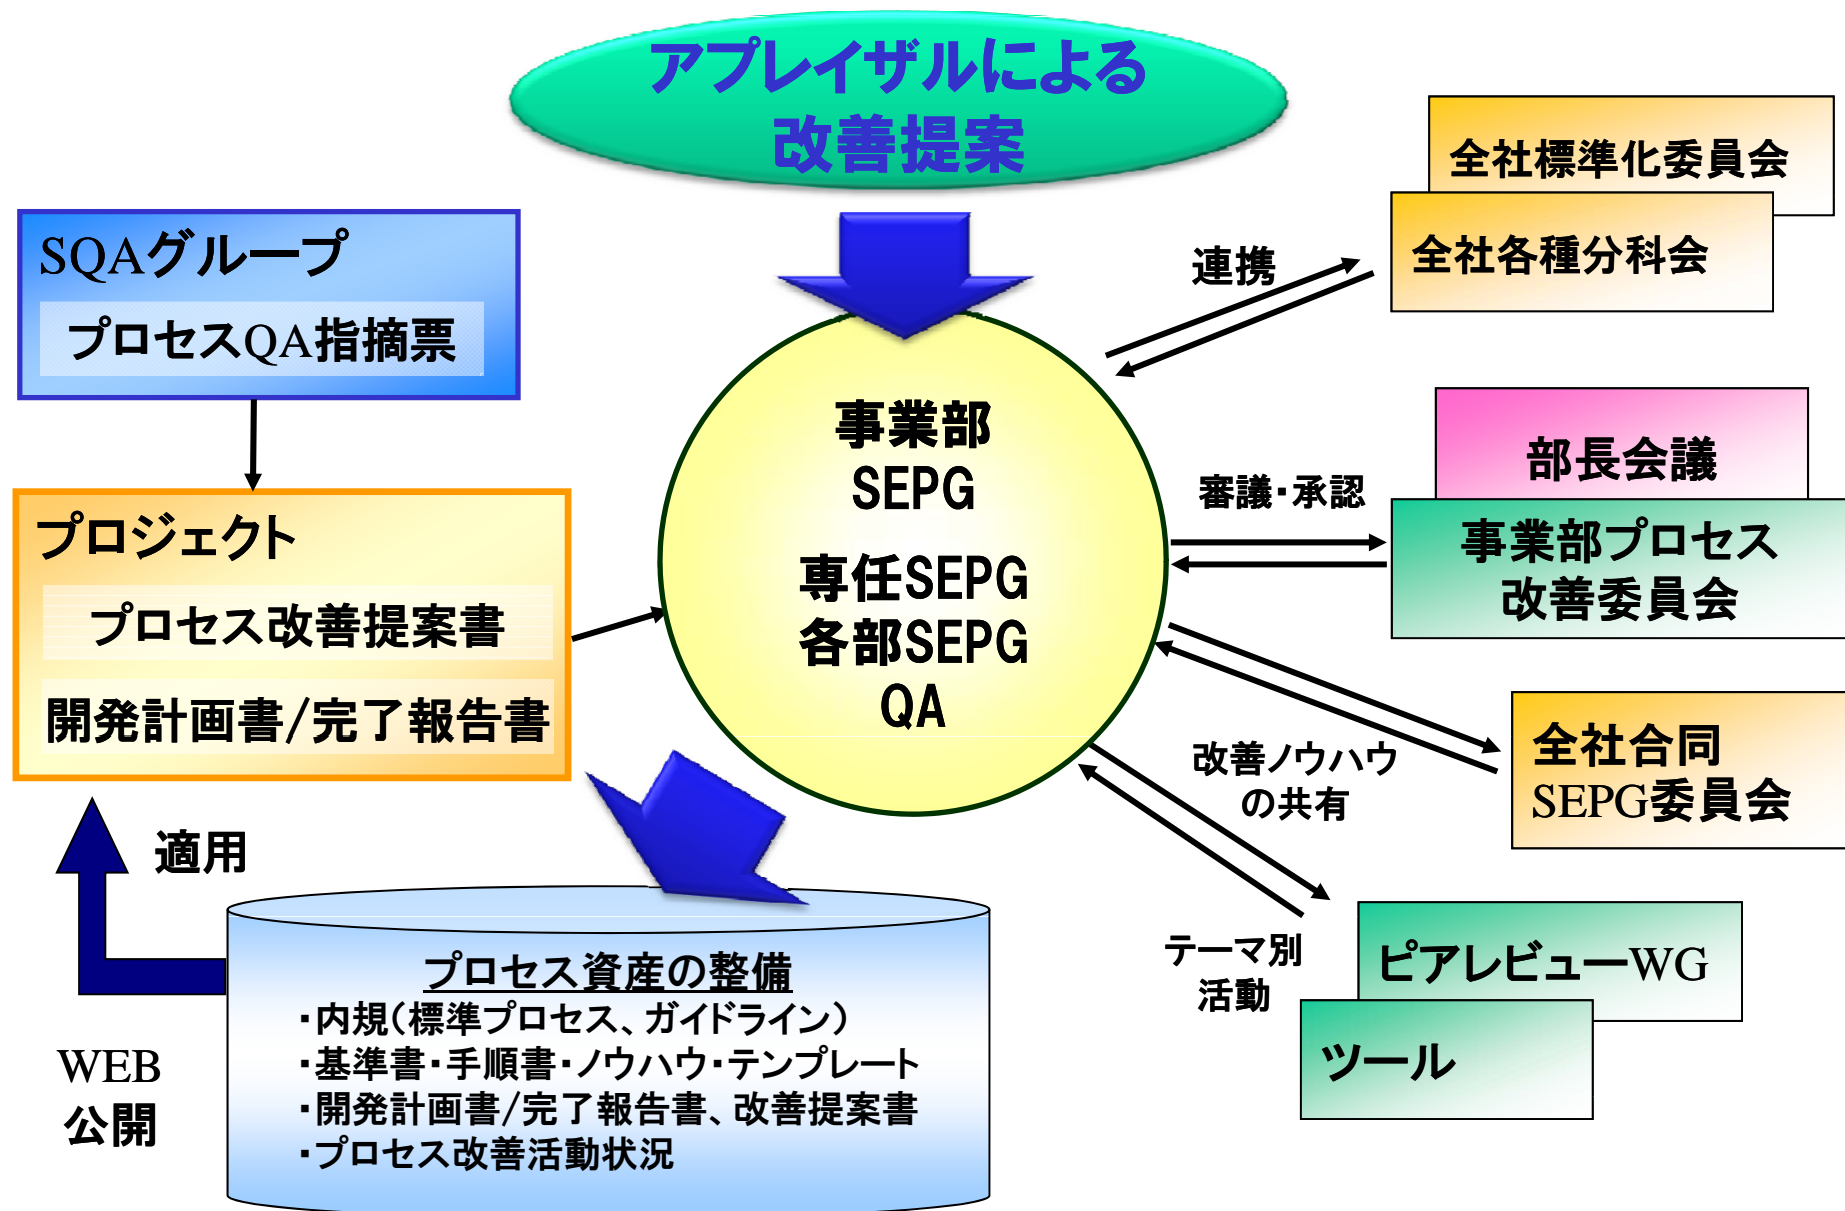 アプレイザルによる
改善提案
全社標準化委員会
全社各種分科会
連携
SQAグループ
プロセスQA指摘票
事業部
SEPG
専任SEPG
各部SEPG
QA
審議・承認
部長会議
事業部プロセス
改善委員会
プロジェクト
プロセス改善提案書
開発計画書/完了報告書
改善ノウハウ
の共有
全社合同
SEPG委員会
適用
テーマ別
活動
ピアレビューWG
ツール
プロセス資産の整備
・内規(標準プロセス、ガイドライン)
・基準書・手順書・ノウハウ・テンプレート
・開発計画書/完了報告書、改善提案書
・プロセス改善活動状況
WEB
公開